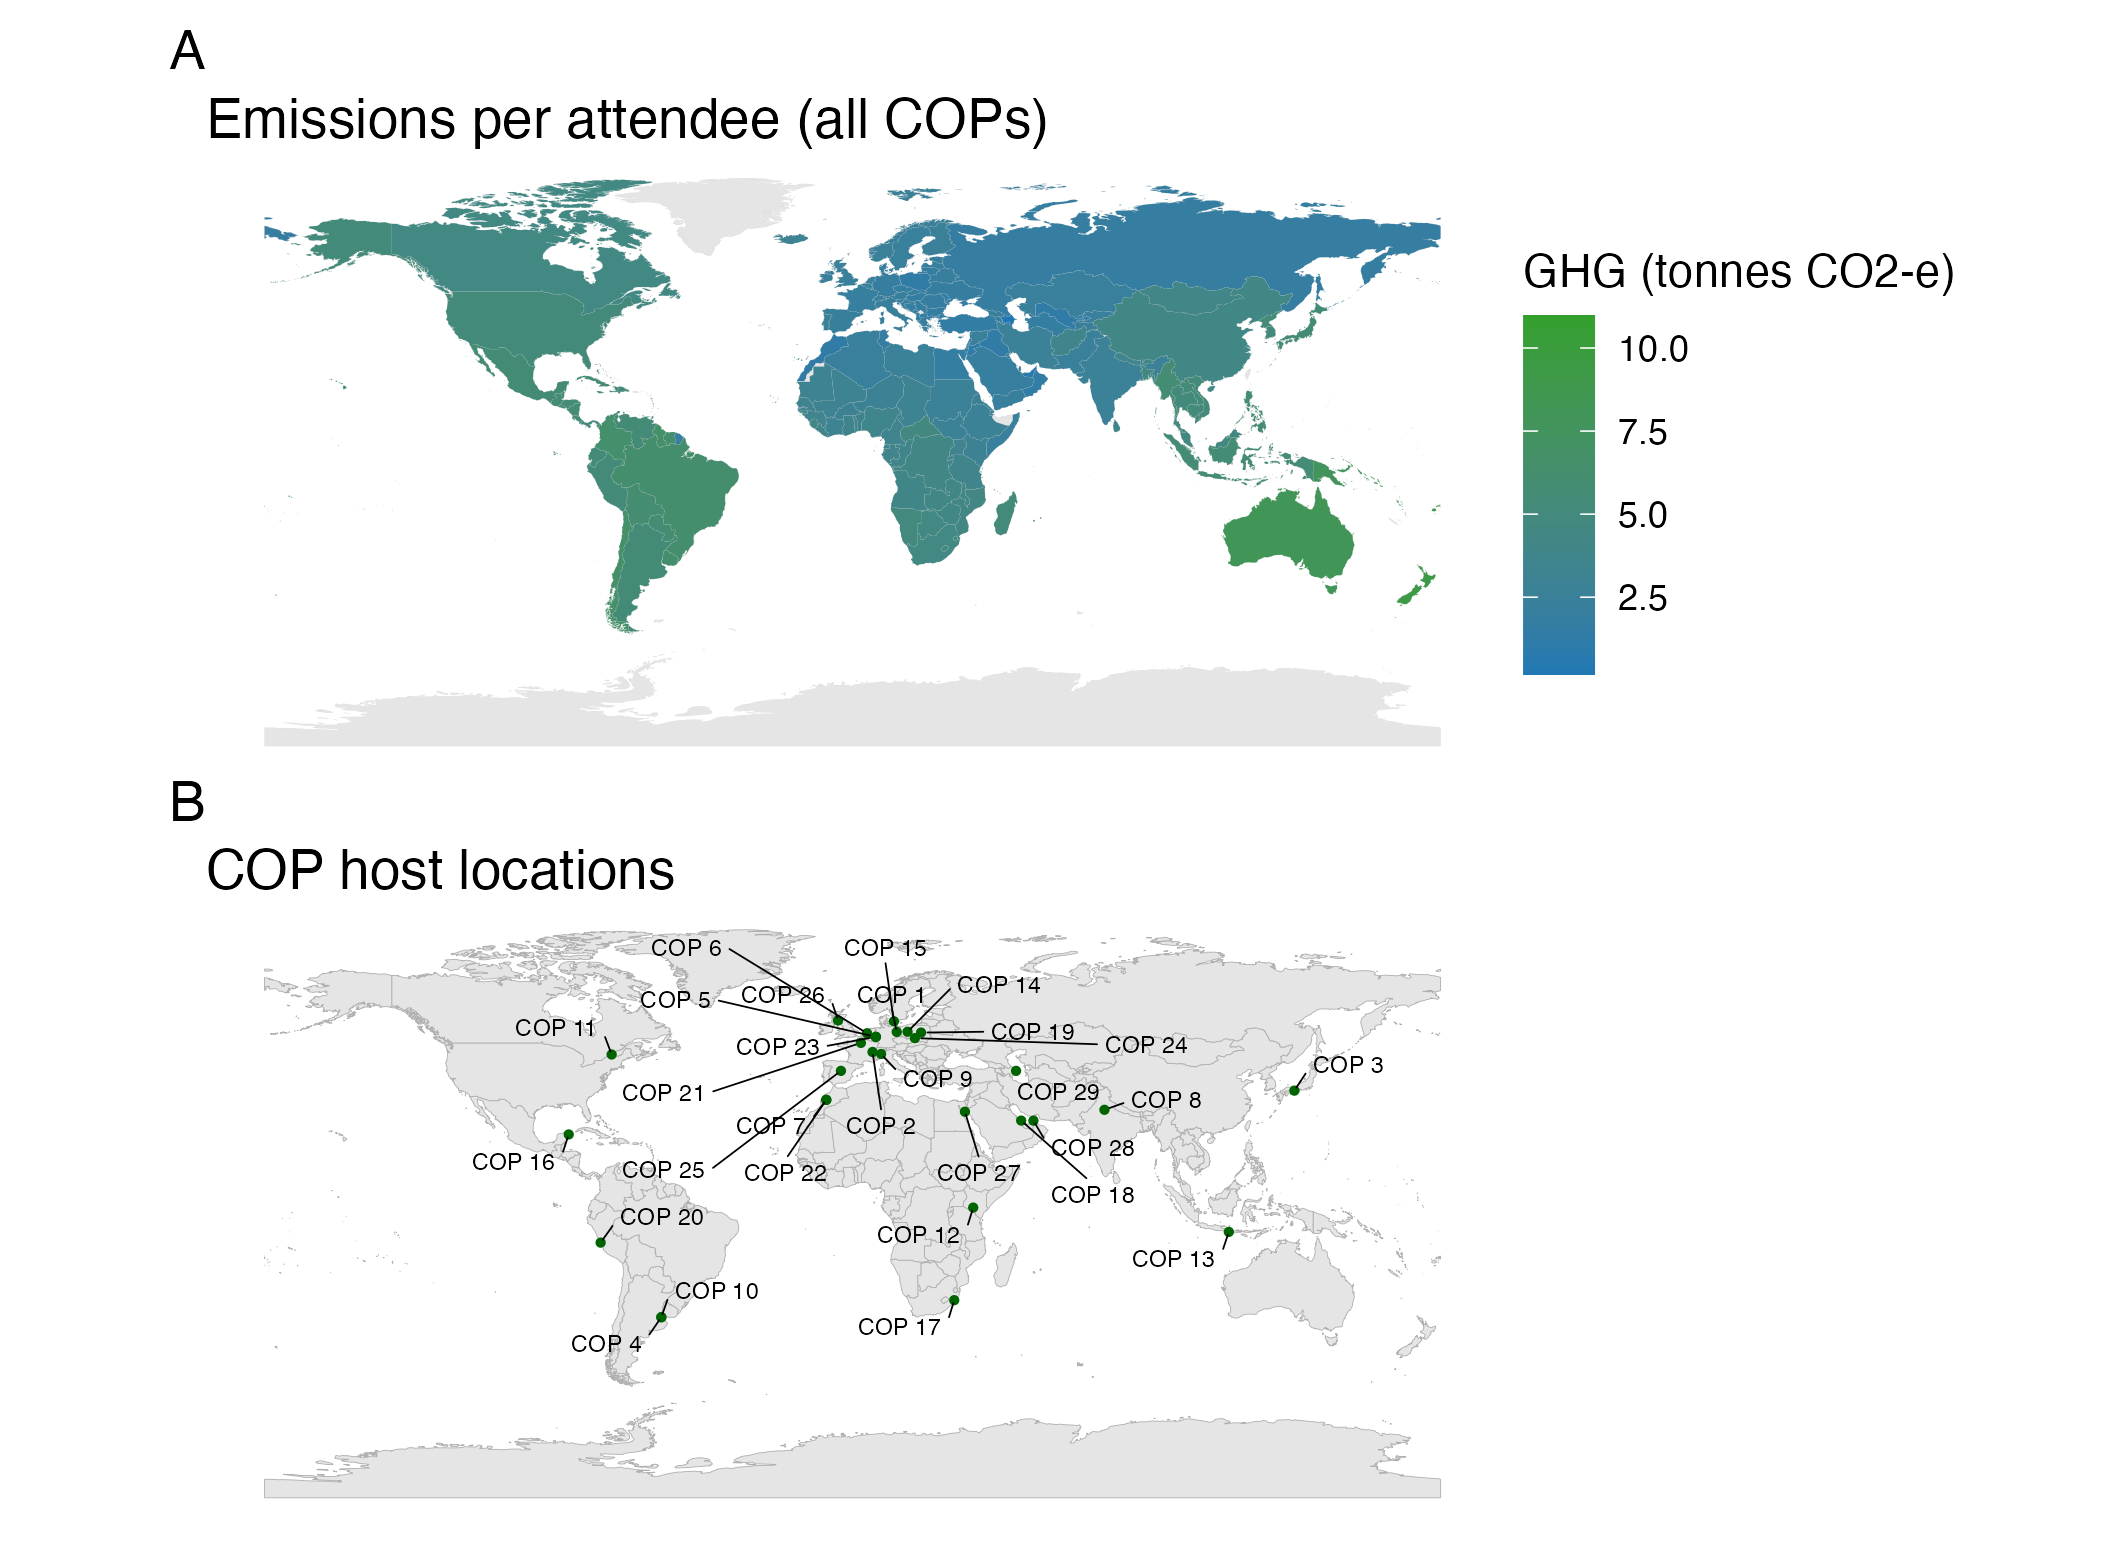 A
Emissions per attendee (all COPs)
GHG (tonnes CO2-e)
10.0
7.5
5.0
2.5
B
COP host locations
COP 6
COP 15
COP 14
COP 5
COP 26
COP 1
COP 11
COP 19
COP 23
COP 24
COP 3
COP 9
COP 21
COP 29
COP 8
COP 7
COP 2
COP 28
COP 16
COP 25
COP 22
COP 27
COP 18
COP 20
COP 12
COP 13
COP 10
COP 17
COP 4